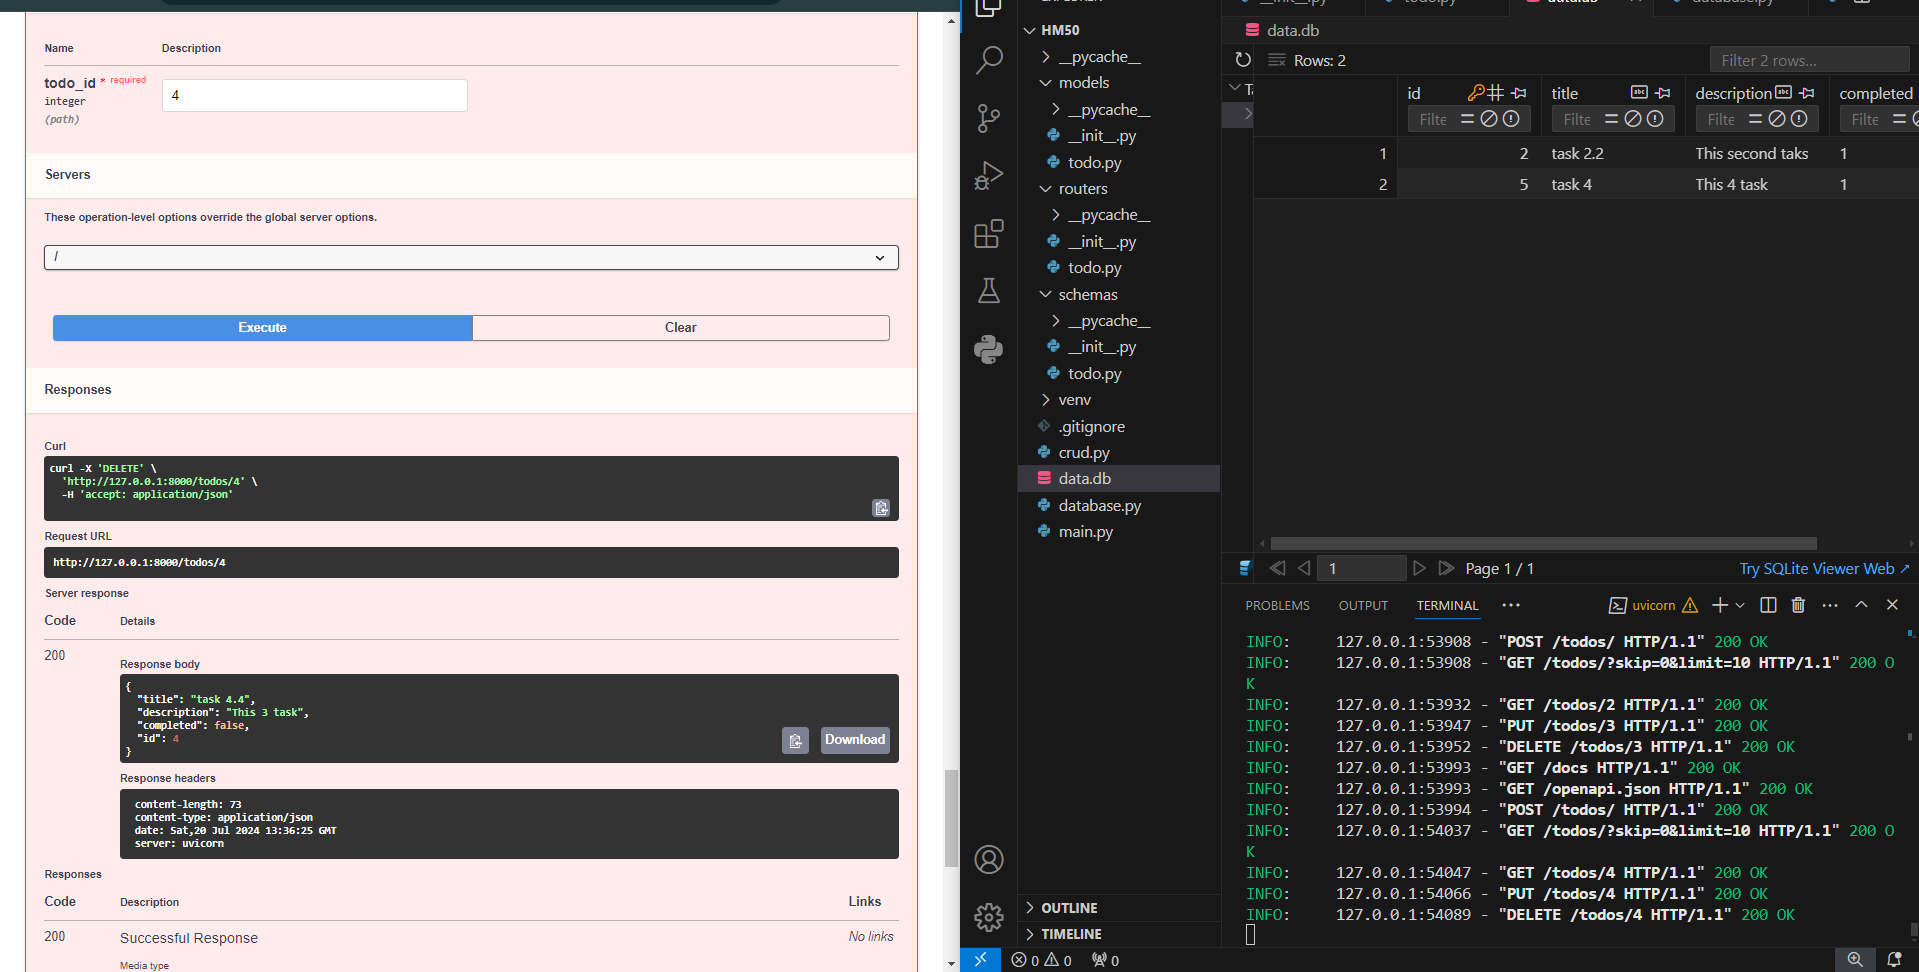 Name Description
todo_id * required
integer
(path)
4
Servers
These operation-level options override the global server options.
/
Execute Clear
Responses
Curl
curl -X 'DELETE' \
'http://127.0.0.1:8000/todos/4' \
-H 'accept: application/json'
Request URL
http://127.0.0.1:8000/todos/4
Server response
Code Details
200
Response body
{
"title": "task 4.4",
"description": "This 3 task",
"completed": false,
"id": 4
}
Download
Response headers
content-length: 73
content-type: application/json
date: Sat,20 Jul 2024 13:36:25 GMT
server: uvicorn
Responses
Code Description Links
200 Successful Response No links
Media type
HM50
__pycache__
models
__pycache__
__init__.py
todo.py
routers
__pycache__
__init__.py
todo.py
schemas
__pycache__
__init__.py
todo.py
venv
.gitignore
crud.py
data.db
database.py
main.py
OUTLINE
TIMELINE
0 0 0
data.db
Rows: 2 Filter 2 rows...
id title description completed
Filte Filte Filte Filte
1 2 task 2.2 This second taks 1
2 5 task 4 This 4 task 1
1 Page 1 / 1 Try SQLite Viewer Web ↗
PROBLEMS OUTPUT TERMINAL ··· uvicorn
INFO: 127.0.0.1:53908 - "POST /todos/ HTTP/1.1" 200 OK
INFO: 127.0.0.1:53908 - "GET /todos/?skip=0&limit=10 HTTP/1.1" 200 O
K
INFO: 127.0.0.1:53932 - "GET /todos/2 HTTP/1.1" 200 OK
INFO: 127.0.0.1:53947 - "PUT /todos/3 HTTP/1.1" 200 OK
INFO: 127.0.0.1:53952 - "DELETE /todos/3 HTTP/1.1" 200 OK
INFO: 127.0.0.1:53993 - "GET /docs HTTP/1.1" 200 OK
INFO: 127.0.0.1:53993 - "GET /openapi.json HTTP/1.1" 200 OK
INFO: 127.0.0.1:53994 - "POST /todos/ HTTP/1.1" 200 OK
INFO: 127.0.0.1:54037 - "GET /todos/?skip=0&limit=10 HTTP/1.1" 200 O
K
INFO: 127.0.0.1:54047 - "GET /todos/4 HTTP/1.1" 200 OK
INFO: 127.0.0.1:54066 - "PUT /todos/4 HTTP/1.1" 200 OK
INFO: 127.0.0.1:54089 - "DELETE /todos/4 HTTP/1.1" 200 OK